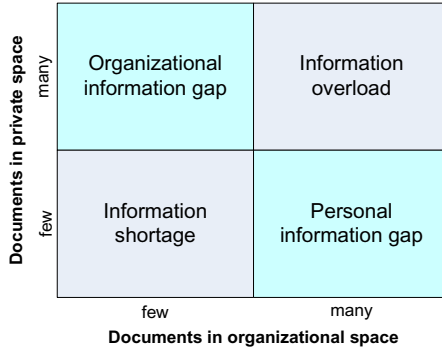 Documents in private space
many
few
Organizational
information gap
Information
overload
Information
shortage
Personal
information gap
few
many
Documents in organizational space